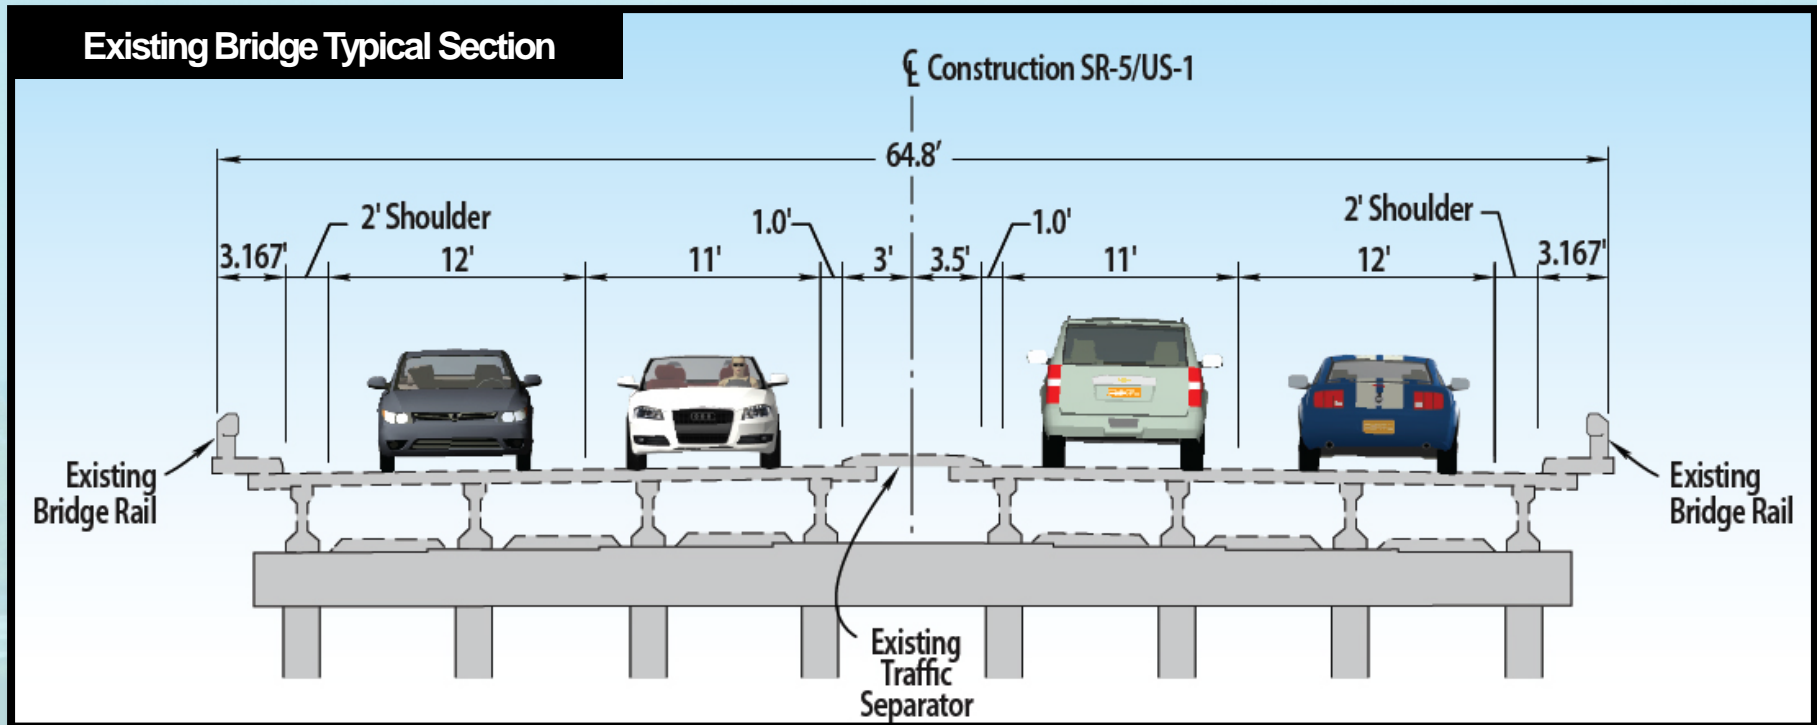 Existing Bridge Typical Section
℄ Construction SR-5/US-1
64.8'
2' Shoulder
1.0'
1.0'
2' Shoulder
3.167'
12'
11'
3'
3.5'
11'
12'
3.167'
Existing
Bridge Rail
Existing
Bridge Rail
Existing
Traffic
Separator